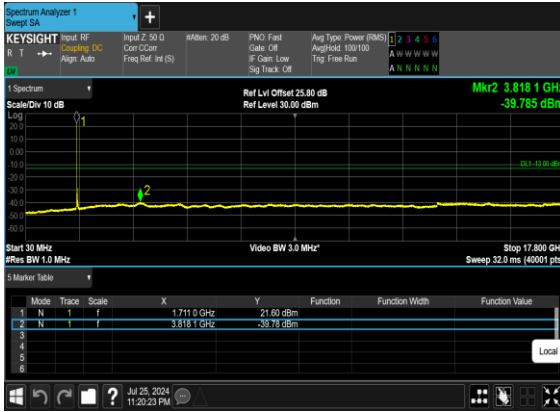 Spectrum Analyzer 1
Swept SA
+
KEYSIGHT
R T
LV
Input: RF
Coupling: DC
Align: Auto
Input Z: 50 Ω
Corr CCorr
Freq Ref: Int (S)
#Atten: 20 dB
PNO: Fast
Gate: Off
IF Gain: Low
Sig Track: Off
Avg Type: Power (RMS)
Avg|Hold: 100/100
Trig: Free Run
1 2 3 4 5 6
A W W W W W
A N N N N N
1 Spectrum
Scale/Div 10 dB
Ref Lvl Offset 25.80 dB
Ref Level 30.00 dBm
Mkr2 3.818 1 GHz
-39.785 dBm
Log
20.0
10.0
0.00
-10.0
-20.0
-30.0
-40.0
-50.0
-60.0
1
2
DL1 -13.00 dBm
Start 30 MHz
#Res BW 1.0 MHz
Video BW 3.0 MHz*
Stop 17.800 GHz
Sweep 32.0 ms (40001 pts)
5 Marker Table
Mode Trace Scale X Y Function Function Width Function Value
1 N 1 f 1.711 0 GHz 21.60 dBm
2 N 1 f 3.818 1 GHz -39.78 dBm
3
4
5
6
Local
?
Jul 25, 2024
11:20:23 PM